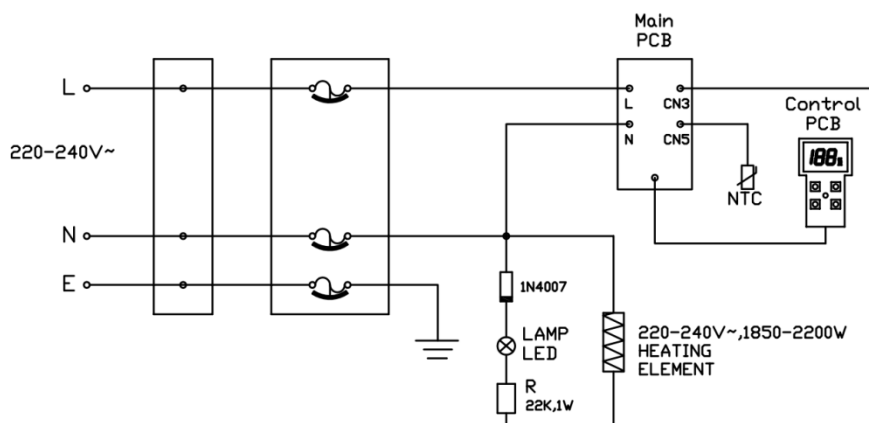 Main
PCB
L
L
CN3
Control
PCB
N
CN5
220-240V~
188
NTC
N
E
1N4007
LAMP
LED
220-240V~,1850-2200W
HEATING
ELEMENT
R
22K,1W